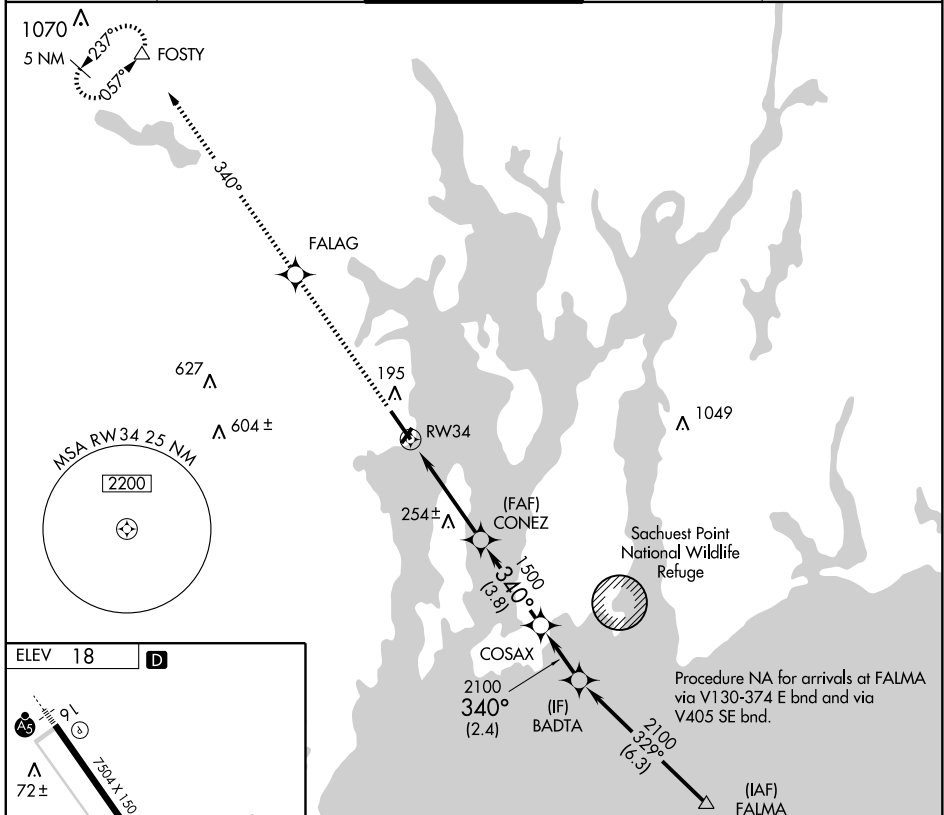 1070
5 NM
237°
057°
FOSTY
340°
FALAG
627
604 ±
195
1049
RW34
MSA RW 34 25 NM
2200
254±
(FAF)
CONEZ
Sachuest Point
National Wildlife
Refuge
1500
340°
(3.8)
COSAX
2100
340°
(2.4)
(IF)
BADTA
Procedure NA for arrivals at FALMA
via V130-374 E bnd and via
V405 SE bnd.
2100
329°
(6.3)
(IAF)
FALMA
ELEV 18
D
A5
16
P
7504 X 150
72±